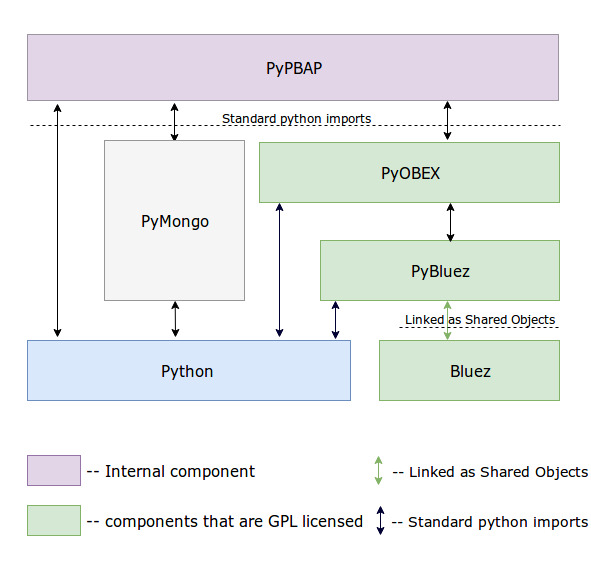 PyPBAP
Standard python imports
PyOBEX
PyMongo
PyBluez
Linked as Shared Objects
Python
Bluez
-- Internal component
-- Linked as Shared Objects
-- components that are GPL licensed
-- Standard python imports